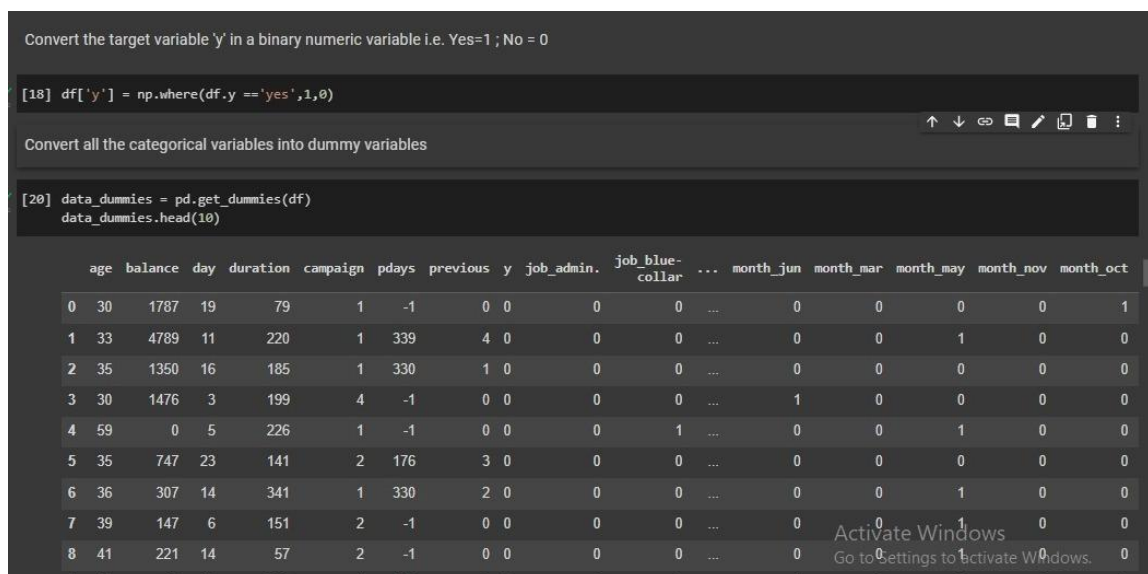 Convert the target variable 'y' in a binary numeric variable i.e. Yes=1 ; No = 0
[18] df['y'] = np.where(df.y =='yes',1,0)
Convert all the categorical variables into dummy variables
[20] data_dummies = pd.get_dummies(df)
data_dummies.head(10)
age balance day duration campaign pdays previous y job_admin. job_blue-collar ... month_jun month_mar month_may month_nov month_oct
0 30 1787 19 79 1 -1 0 0 0 0 ... 0 0 0 0 1
1 33 4789 11 220 1 339 4 0 0 0 ... 0 0 1 0 0
2 35 1350 16 185 1 330 1 0 0 0 ... 0 0 0 0 0
3 30 1476 3 199 4 -1 0 0 0 0 ... 1 0 0 0 0
4 59 0 5 226 1 -1 0 0 0 1 ... 0 0 1 0 0
5 35 747 23 141 2 176 3 0 0 0 ... 0 0 0 0 0
6 36 307 14 341 1 330 2 0 0 0 ... 0 0 1 0 0
7 39 147 6 151 2 -1 0 0 0 0 ... 0 0 1 0 0
8 41 221 14 57 2 -1 0 0 0 0 ... 0 0 1 0 0
Activate Windows
Go to Settings to activate Windows.